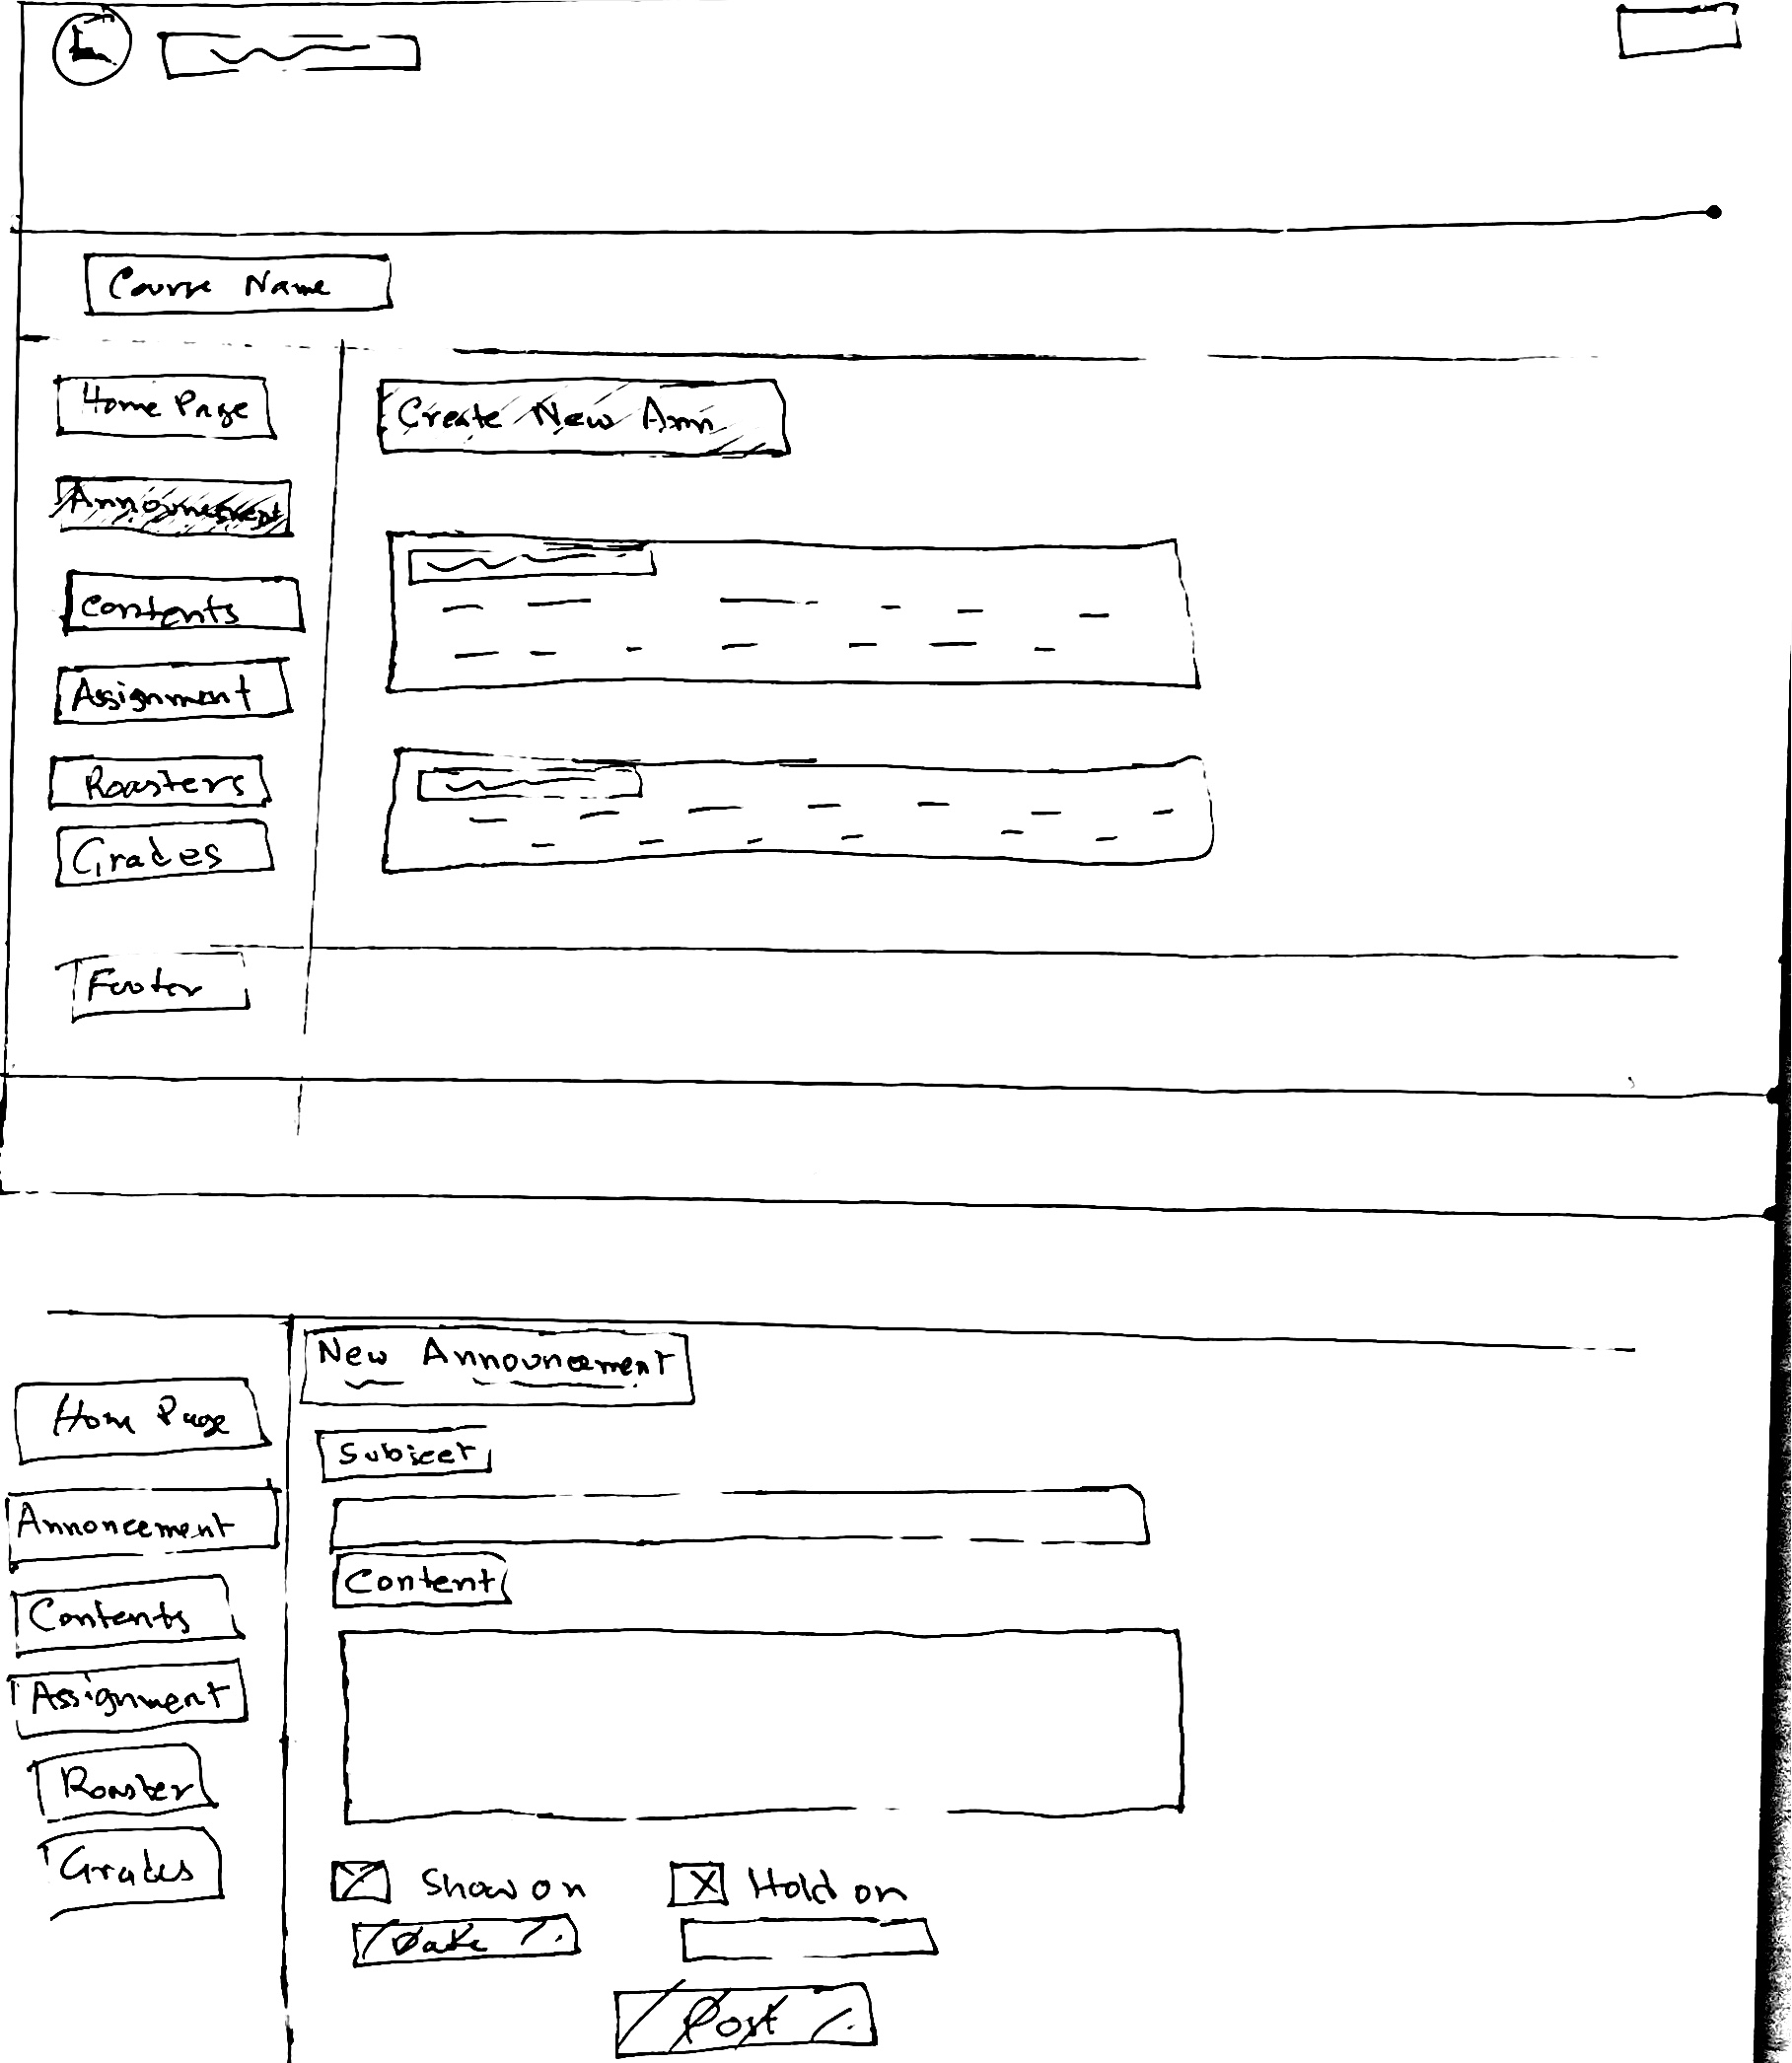 Course Name
Home Page
Create New Ann
Announcement
Contents
Assignment
Roasters
Grades
Footer
New Announcement
Hom Page
Subject
Annoncement
Content
Contents
Assignment
Roaster
Grades
Show on
Hold on
Date
Post